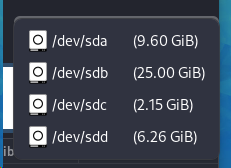 /dev/sda (9.60 GiB)
/dev/sdb (25.00 GiB)
/dev/sdc (2.15 GiB)
/dev/sdd (6.26 GiB)
ib